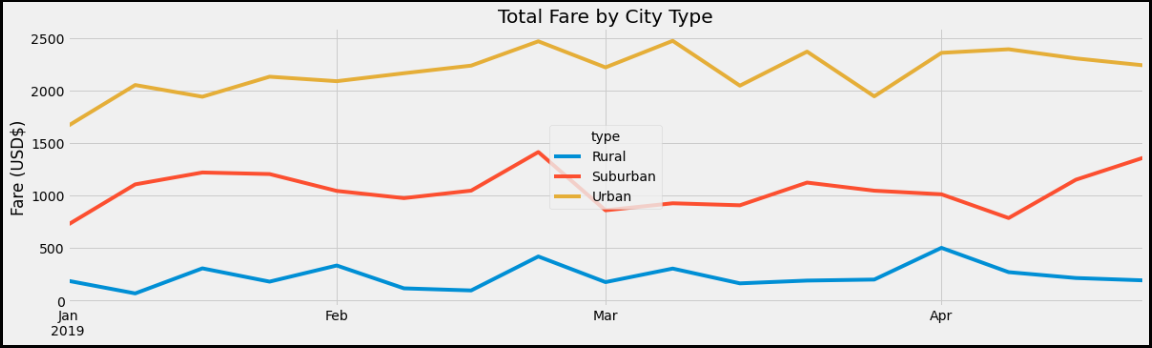 Total Fare by City Type
Fare (USD$)
2500
2000
1500
1000
500
0
type
Rural
Suburban
Urban
Jan
2019
Feb
Mar
Apr